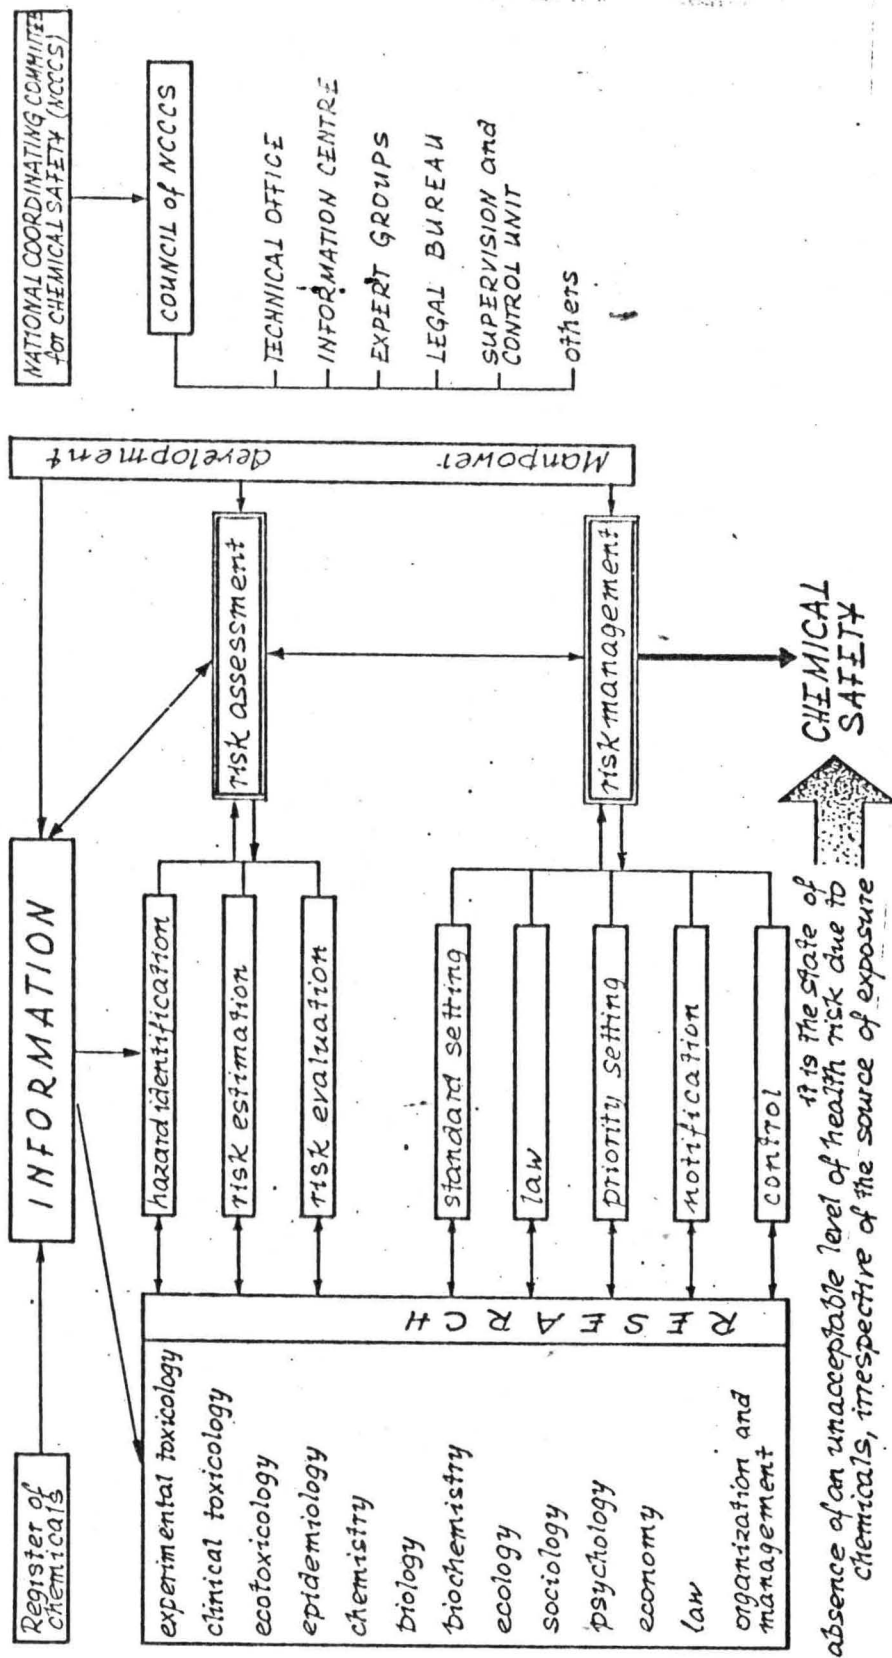 Register of
chemicals
INFORMATION
experimental toxicology
clinical toxicology
ecotoxicology
epidemiology
chemistry
biology
biochemistry
ecology
sociology
psychology
economy
law
organization and
management
RESEARCH
hazard identification
risk estimation
risk evaluation
standard setting
law
priority setting
notification
control
risk assessment
risk management
Manpower development
NATIONAL COORDINATING COMMITTEE
for CHEMICAL SAFETY (NCCCS)
COUNCIL of NCCCS
TECHNICAL OFFICE
INFORMATION CENTRE
EXPERT GROUPS
LEGAL BUREAU
SUPERVISION and
CONTROL UNIT
others
CHEMICAL
SAFETY
it is the state of
absence of an unacceptable level of health risk due to
chemicals, irrespective of the source of exposure